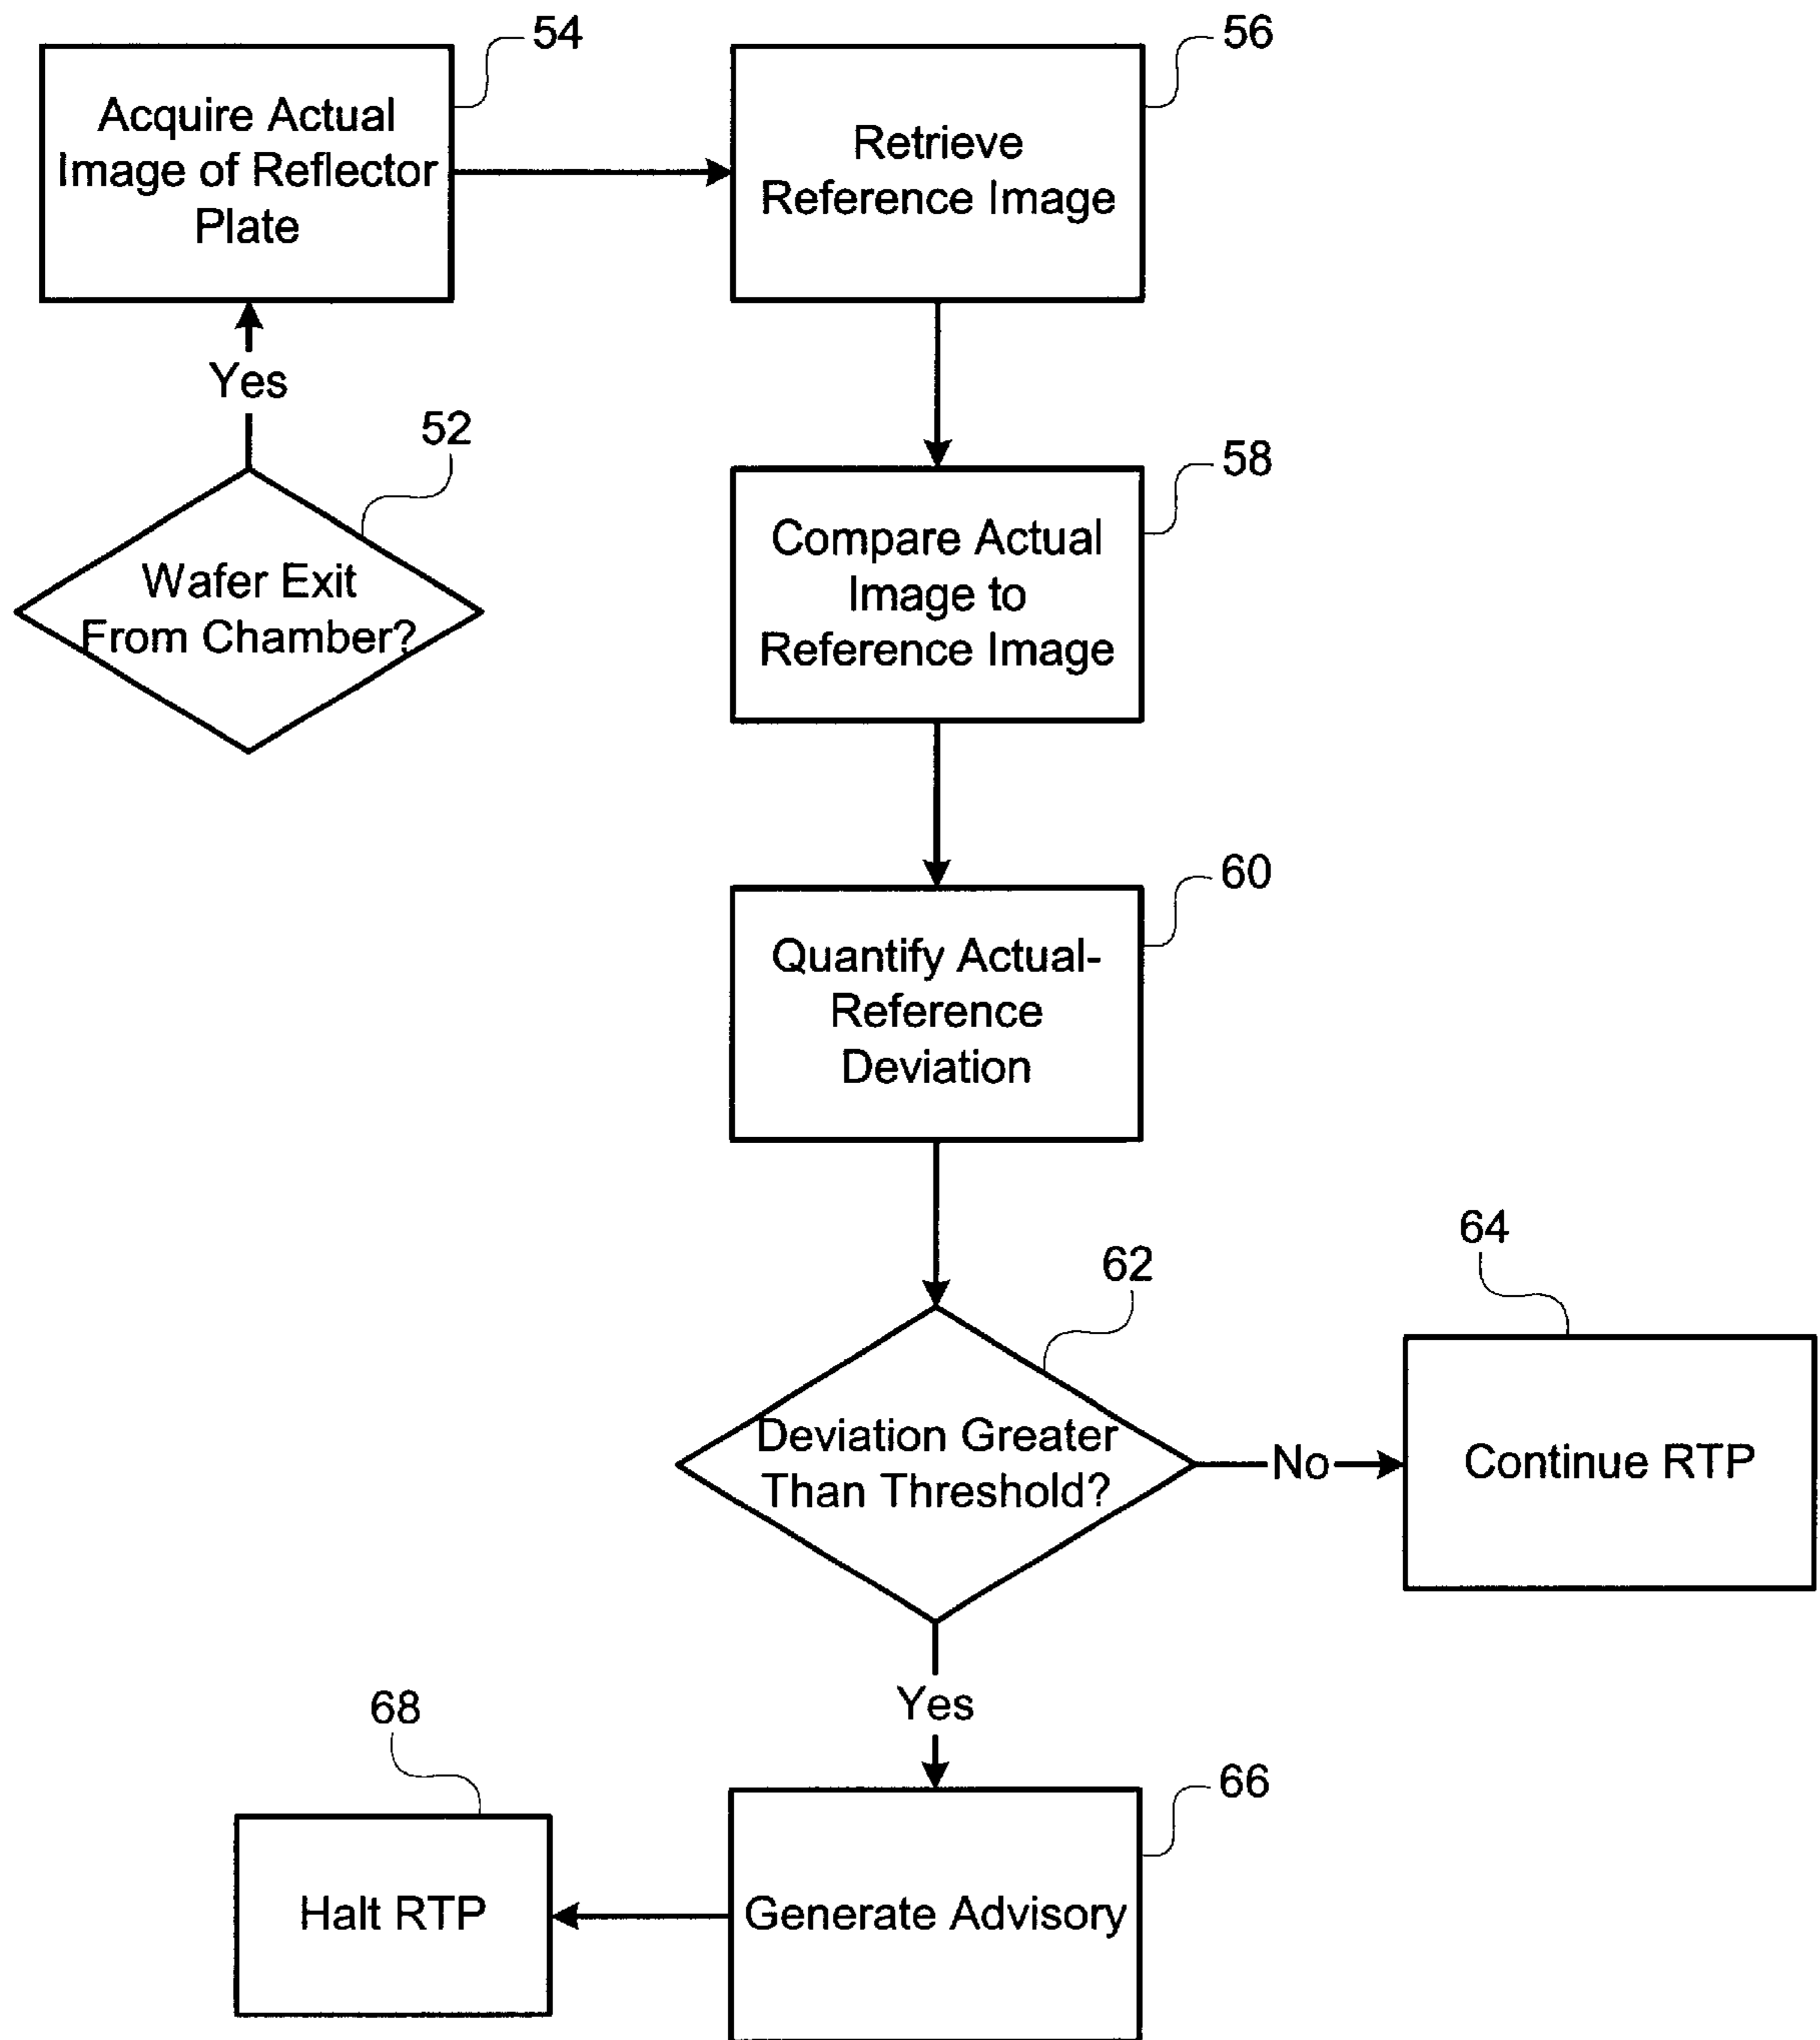 54
Acquire Actual
Image of Reflector
Plate
56
Retrieve
Reference Image
Yes
52
Wafer Exit
From Chamber?
58
Compare Actual
Image to
Reference Image
60
Quantify Actual-
Reference
Deviation
62
Deviation Greater
Than Threshold?
No
64
Continue RTP
Yes
66
Generate Advisory
68
Halt RTP